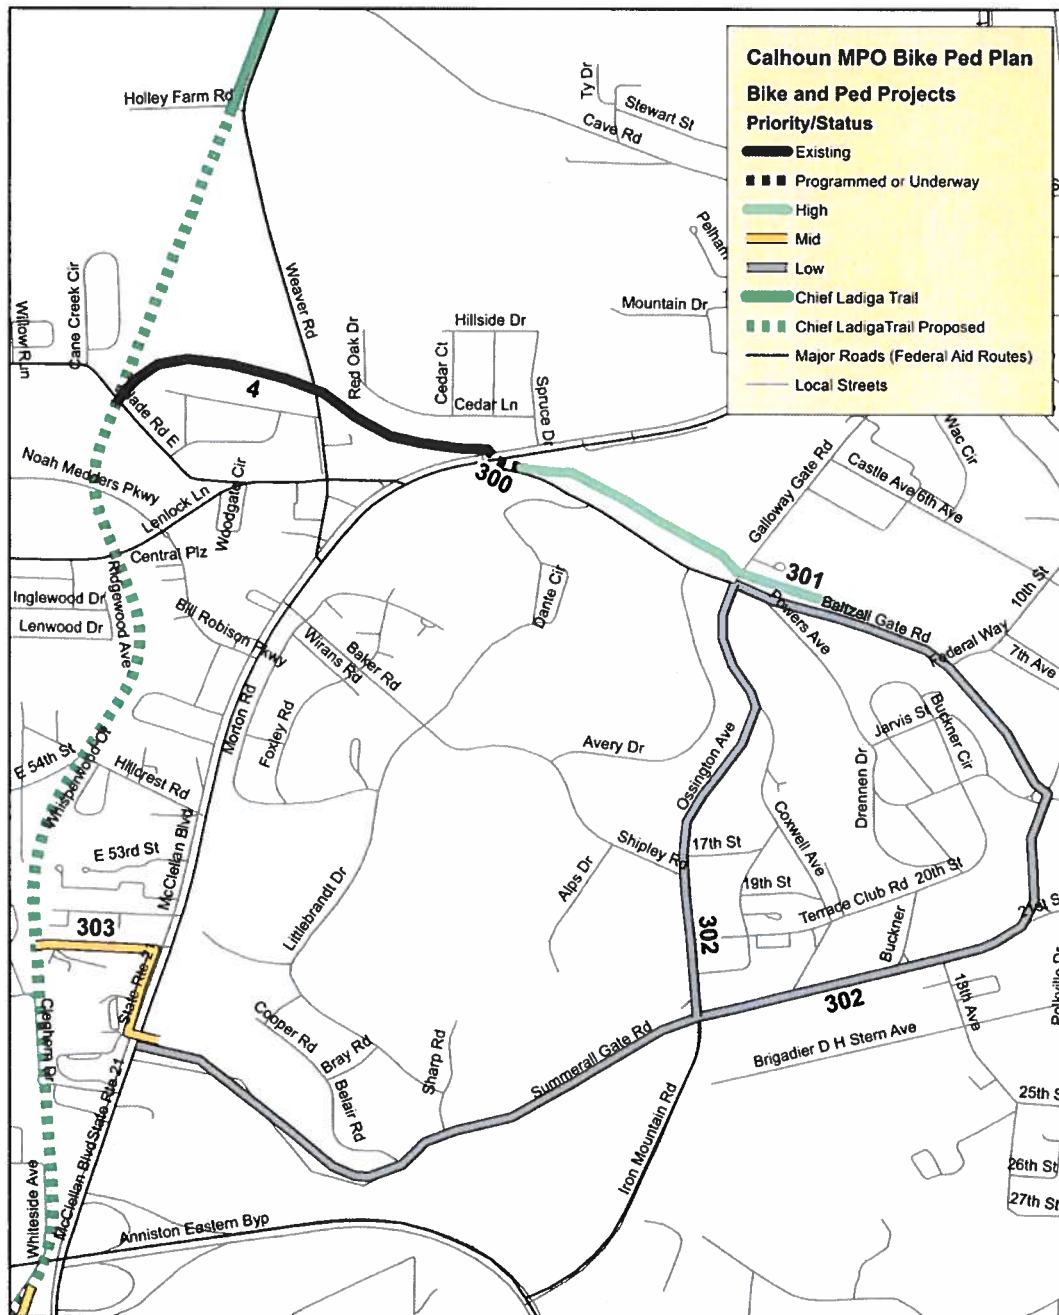 Calhoun MPO Bike Ped Plan
Bike and Ped Projects
Priority/Status
Existing
Programmed or Underway
High
Mid
Low
Chief Ladiga Trail
Chief LadigaTrail Proposed
Major Roads (Federal Aid Routes)
Local Streets
Holley Farm Rd
Ty Dr
Stewart St
Cave Rd
Pelham
Mountain Dr
Willow Run
Cane Creek Cir
Weaver Rd
Red Oak Dr
Hillside Dr
Cedar Ct
Cedar Ln
Spruce Dr
4
lade Rd E
300
Noah Medders Pkwy
Lenlock Ln
Woodgate Cir
Central Plz
Wac Cir
Galloway Gate Rd
Castle Ave
6th Ave
10th St
301
Baltzell Gate Rd
Powers Ave
Federal Way
7th Ave
Inglewood Dr
Lenwood Dr
Ridgewood Ave
Bill Robison Pkwy
Dante Cir
Wirans Rd
Baker Rd
Morton Rd
Foxley Rd
Avery Dr
Ossington Ave
Jarvis St
Buckner Cir
Drennen Dr
E 54th St
Whisperwood Ct
Hillcrest Rd
McClellan Blvd
E 53rd St
Shipley Rd
17th St
Coxwell Ave
19th St
Terrace Club Rd
20th St
Alps Dr
Littlebrandt Dr
303
State Rte 21
302
Buckner
21st S
302
13th Ave
Cleghorn Dr
Cooper Rd
Bray Rd
Sharp Rd
Belair Rd
Summerall Gate Rd
Brigadier D H Stern Ave
25th S
26th St
27th St
Iron Mountain Rd
State Rte 21
McClellan Blvd
Whiteside Ave
Anniston Eastern Byp